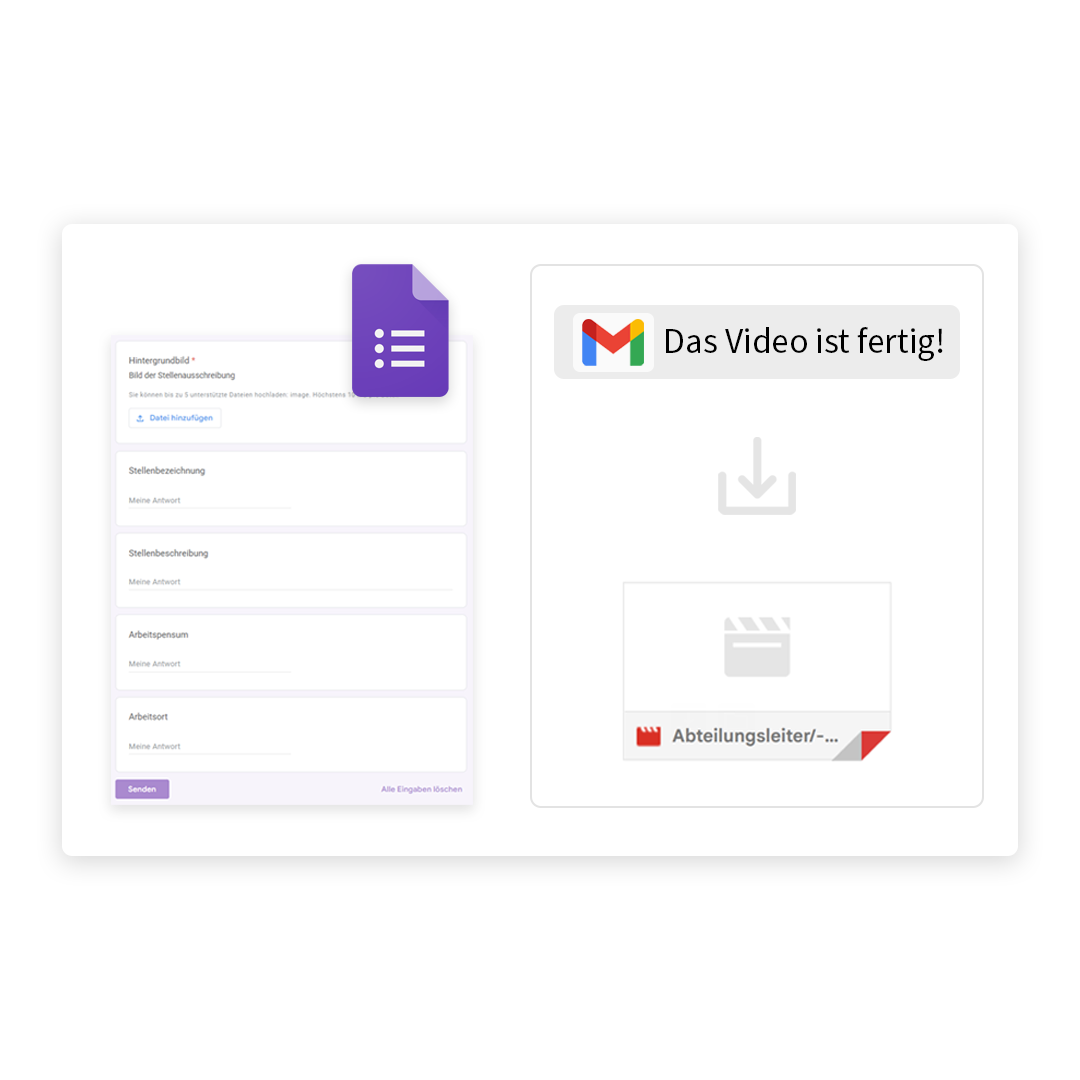 Hintergrundbild *
Bild der Stellenausschreibung
Sie können bis zu 5 unterstützte Dateien hochladen: image. Höchstens
Datei hinzufügen
Stellenbezeichnung
Meine Antwort
Stellenbeschreibung
Meine Antwort
Arbeitspensum
Meine Antwort
Arbeitsort
Meine Antwort
Senden
Alle Eingaben löschen
Das Video ist fertig!
Abteilungsleiter/-...